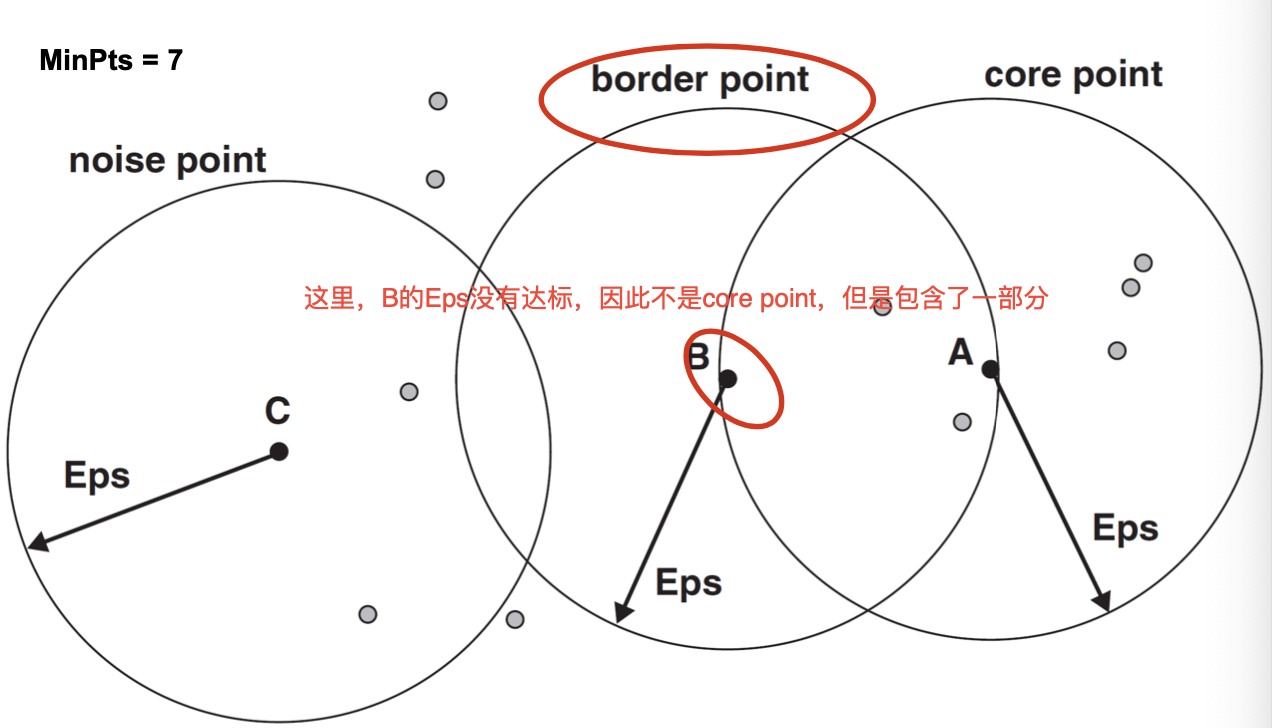 MinPts = 7
border point
core point
noise point
这里，B的Eps没有达标，因此不是core point，但是包含了一部分
B
A
C
Eps
Eps
Eps